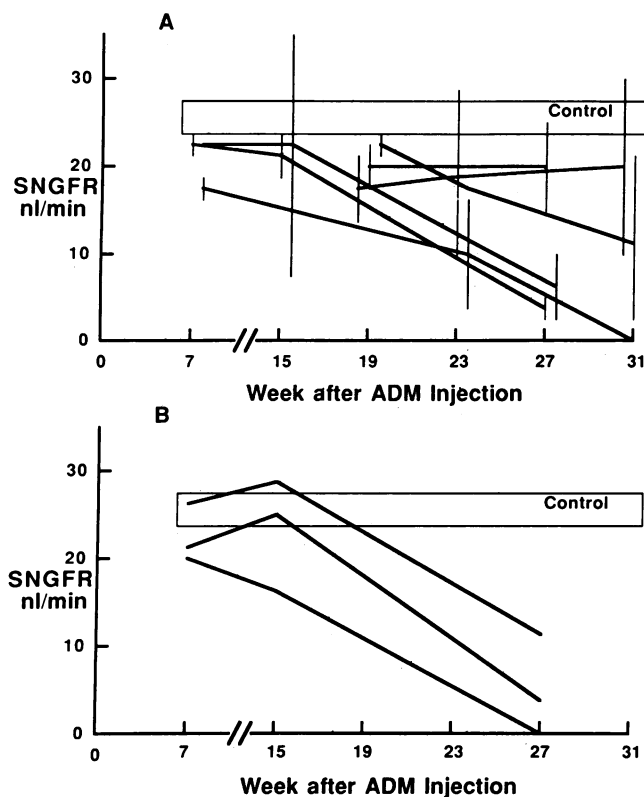 A
30
Control
20
SNGFR
nl/min
10
0
0 7 15 19 23 27 31
Week after ADM Injection
B
30
Control
20
SNGFR
nl/min
10
0
0 7 15 19 23 27 31
Week after ADM Injection